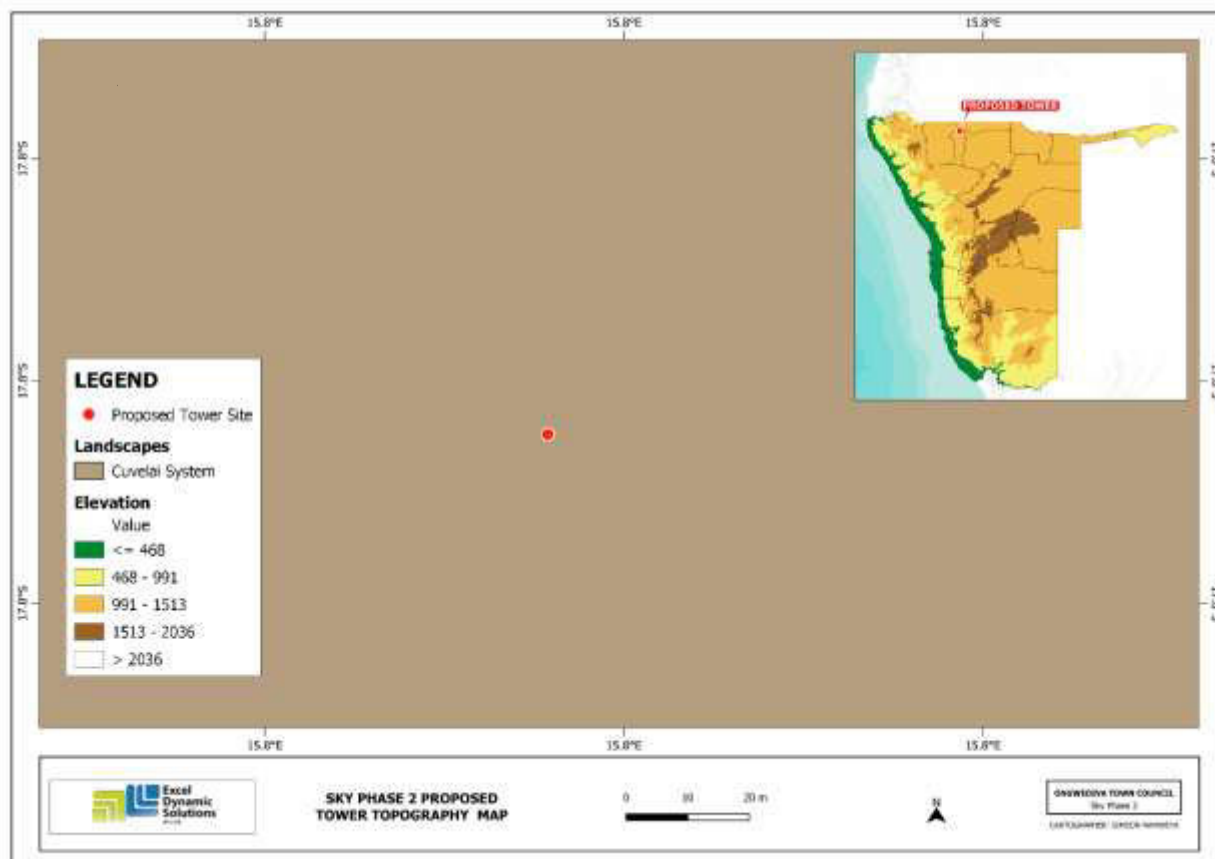 15.8°E 15.8°E 15.8°E
PROPOSED TOWER
17.8°S
17.8°S
17.8°S
LEGEND
Proposed Tower Site
Landscapes
Cuvelai System
Elevation
Value
<= 468
468 - 991
991 - 1513
1513 - 2036
> 2036
15.8°E 15.8°E 15.8°E
Excel
Dynamic
Solutions
SKY PHASE 2 PROPOSED
TOWER TOPOGRAPHY MAP
0 10 20 m
N
ONGWEDIVA TOWN COUNCIL
Sky Phase 2
CARTOGRAPHER: